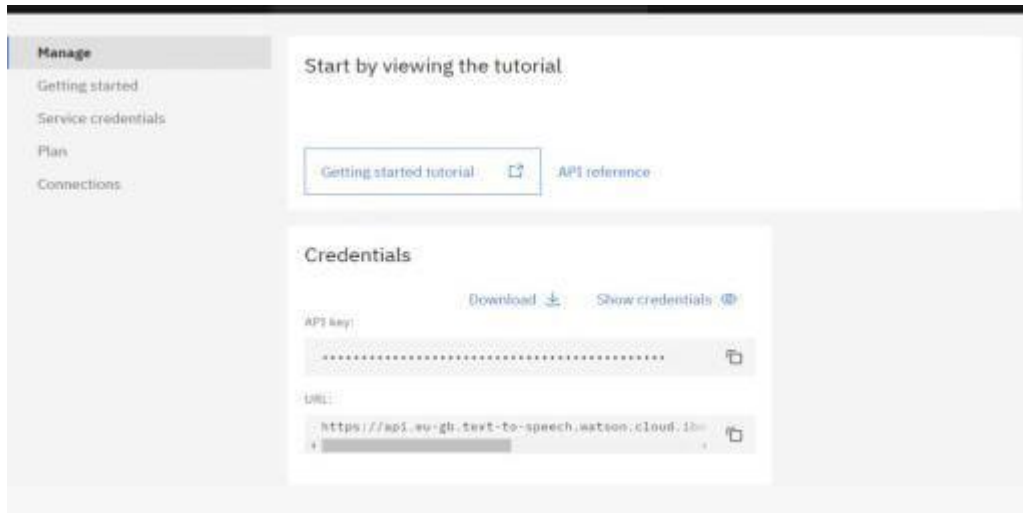 Manage
Getting started
Service credentials
Plan
Connections
Start by viewing the tutorial
Getting started tutorial API reference
Credentials
Download Show credentials
API key:
••••••••••••••••••••••••••••••••••••••••••••
URL:
https://api.eu-gb.text-to-speech.watson.cloud.ibm